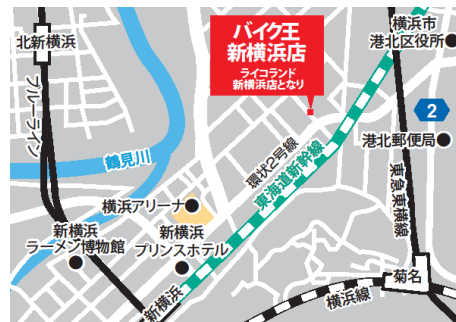 バイク王
新横浜店
ライコランド
新横浜店となり
横浜市
港北区役所
北新横浜
ブルーライン
2
港北郵便局
鶴見川
環状2号線
東海道新幹線
東急東横線
横浜アリーナ
新横浜
ラーメン博物館
新横浜
プリンスホテル
新横浜
横浜線
菊名